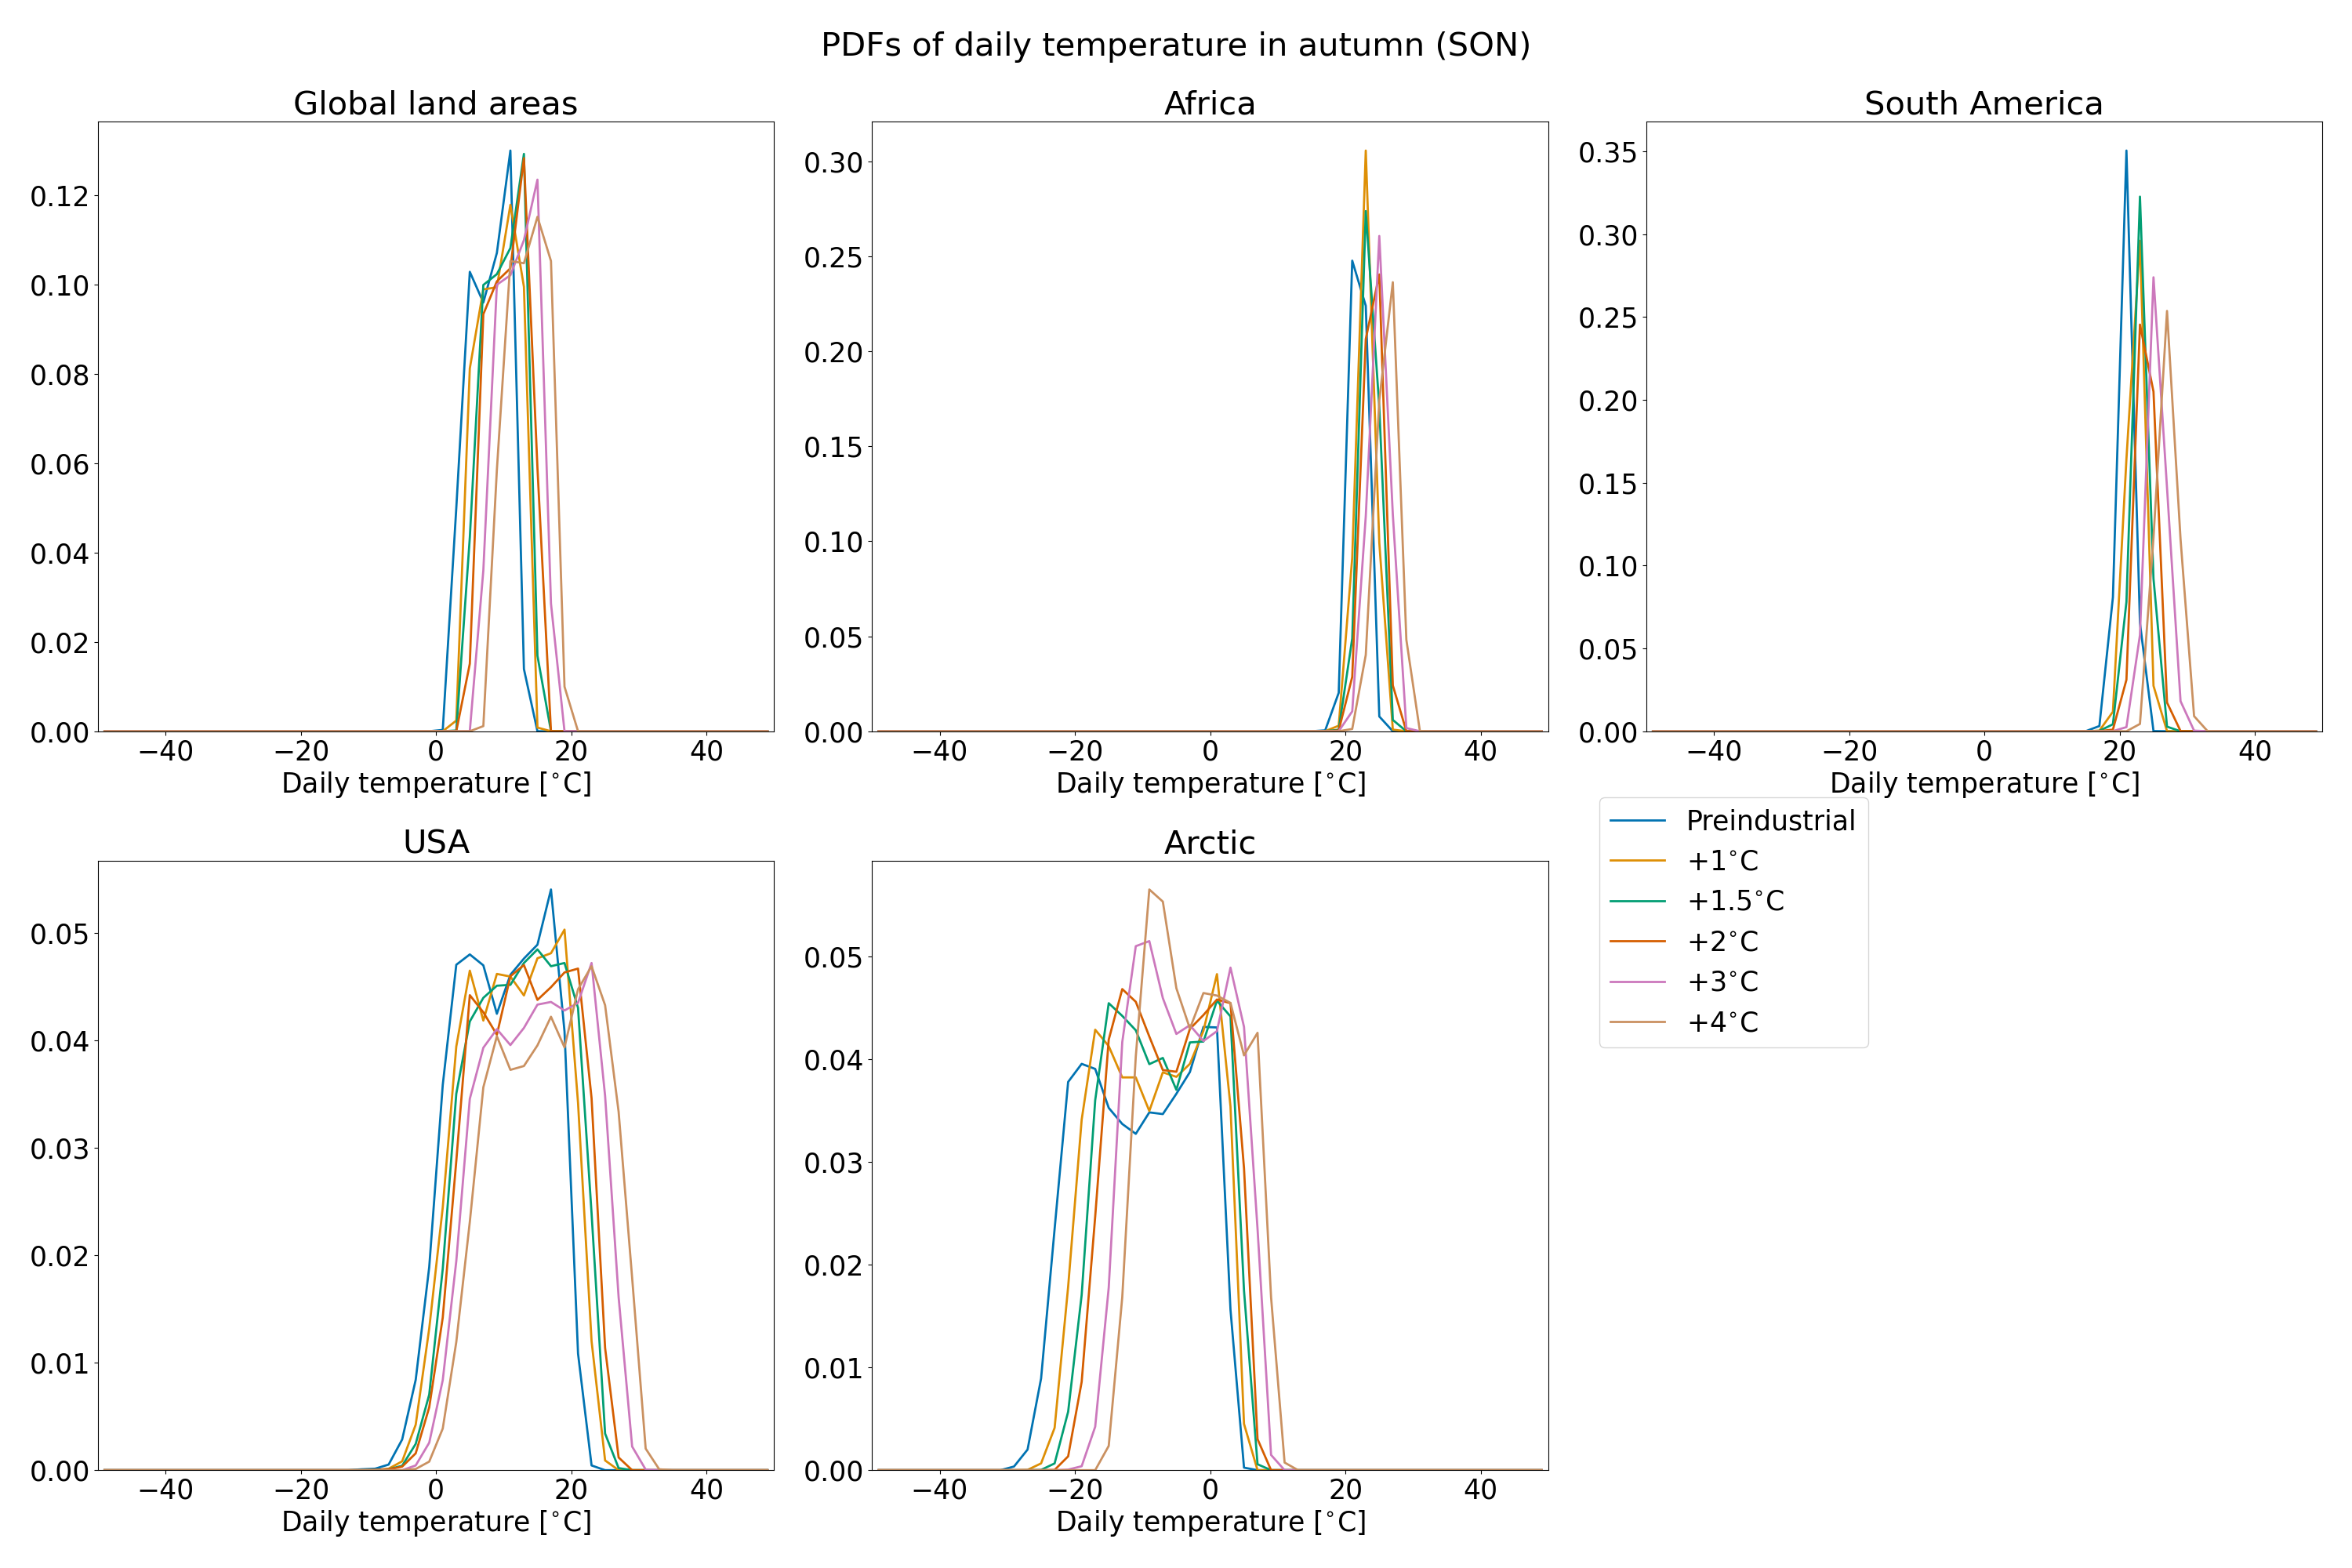 PDFs of daily temperature in autumn (SON)
Global land areas
0.12
0.10
0.08
0.06
0.04
0.02
0.00
−40 −20 0 20 40
Daily temperature [°C]
Africa
0.30
0.25
0.20
0.15
0.10
0.05
0.00
−40 −20 0 20 40
Daily temperature [°C]
South America
0.35
0.30
0.25
0.20
0.15
0.10
0.05
0.00
−40 −20 0 20 40
Daily temperature [°C]
USA
0.05
0.04
0.03
0.02
0.01
0.00
−40 −20 0 20 40
Daily temperature [°C]
Arctic
0.05
0.04
0.03
0.02
0.01
0.00
−40 −20 0 20 40
Daily temperature [°C]
Preindustrial
+1°C
+1.5°C
+2°C
+3°C
+4°C